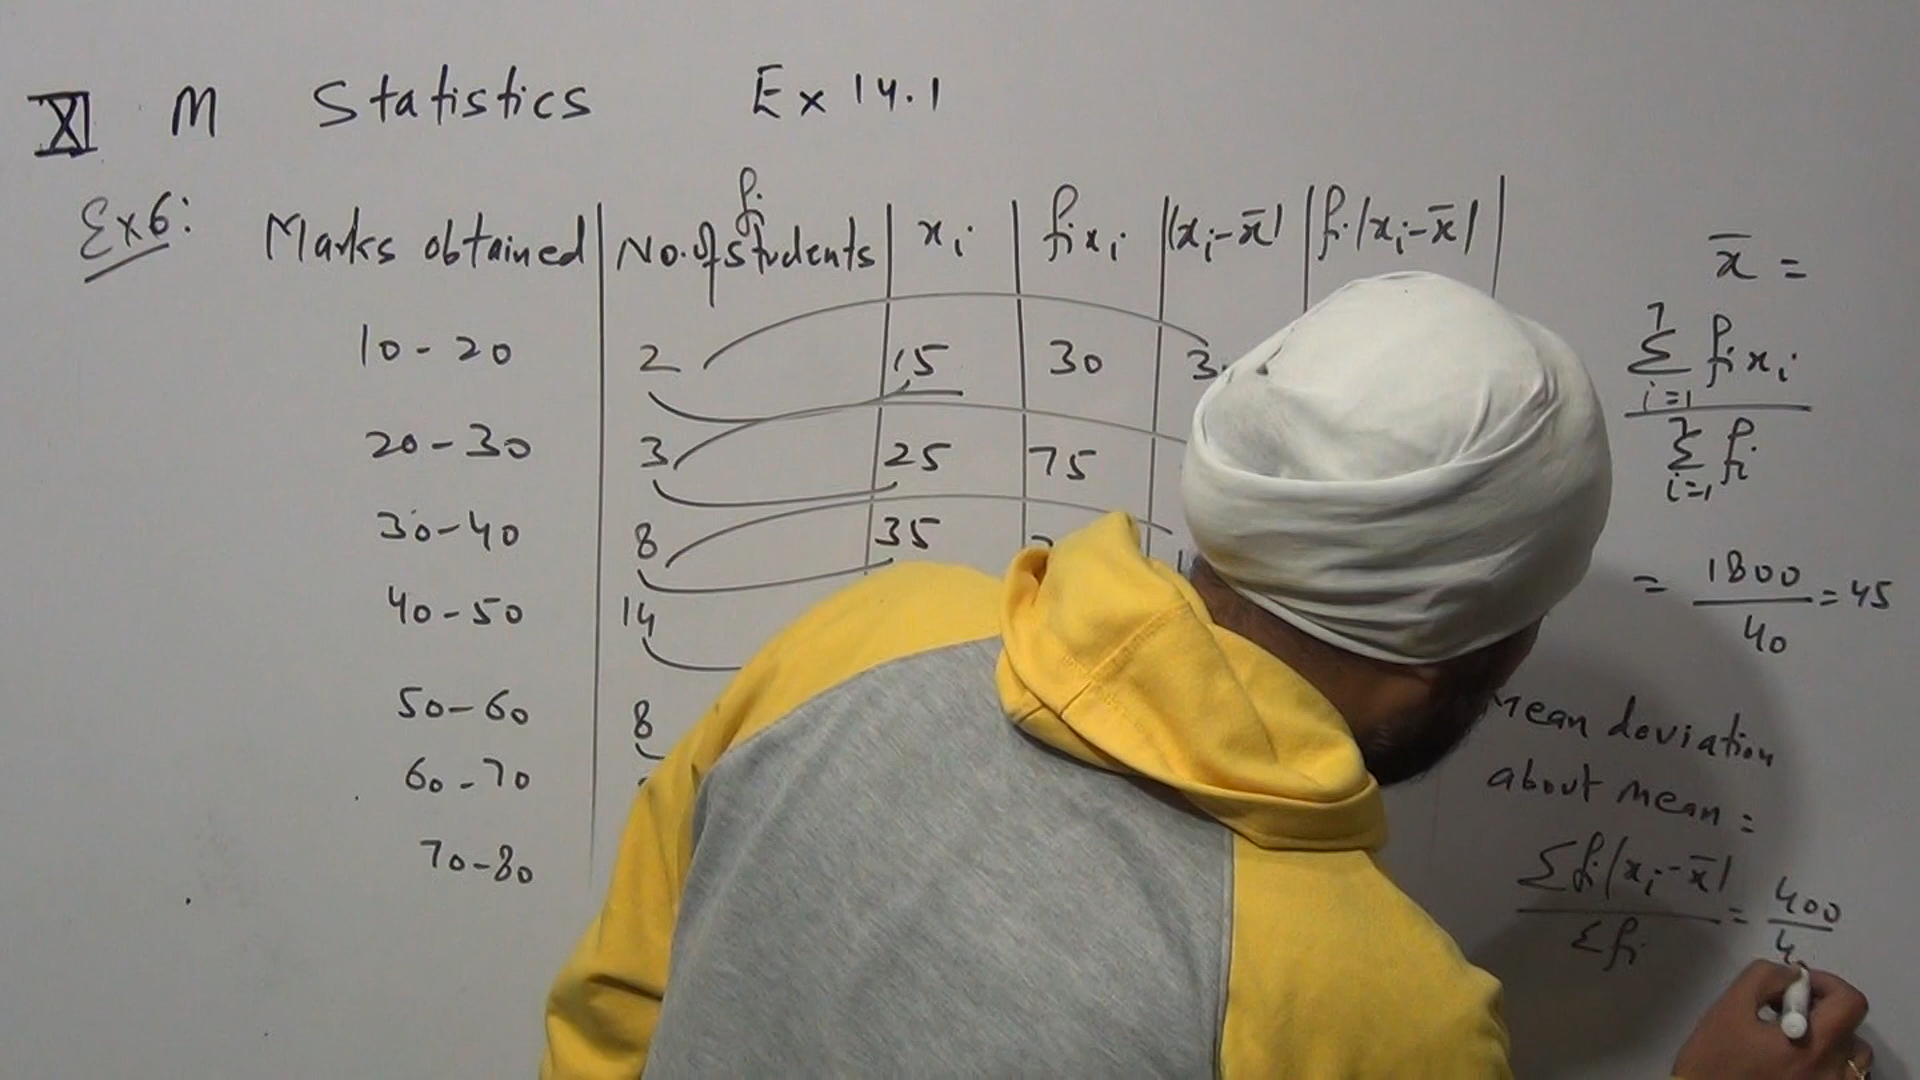 XI M Statistics Ex 14.1
Ex6: Marks obtained | No. of students fi | xi | fixi | |xi-x̄| | fi|xi-x̄|
10-20 2 15 30 3
20-30 3 25 75
30-40 8 35
40-50 14
50-60 8
60-70
70-80
x̄ =
7
Σ fixi
i=1
7
Σ fi
i=1
= 1800/40 = 45
mean deviation
about mean =
Σfi|xi-x̄| / Σfi = 400/4